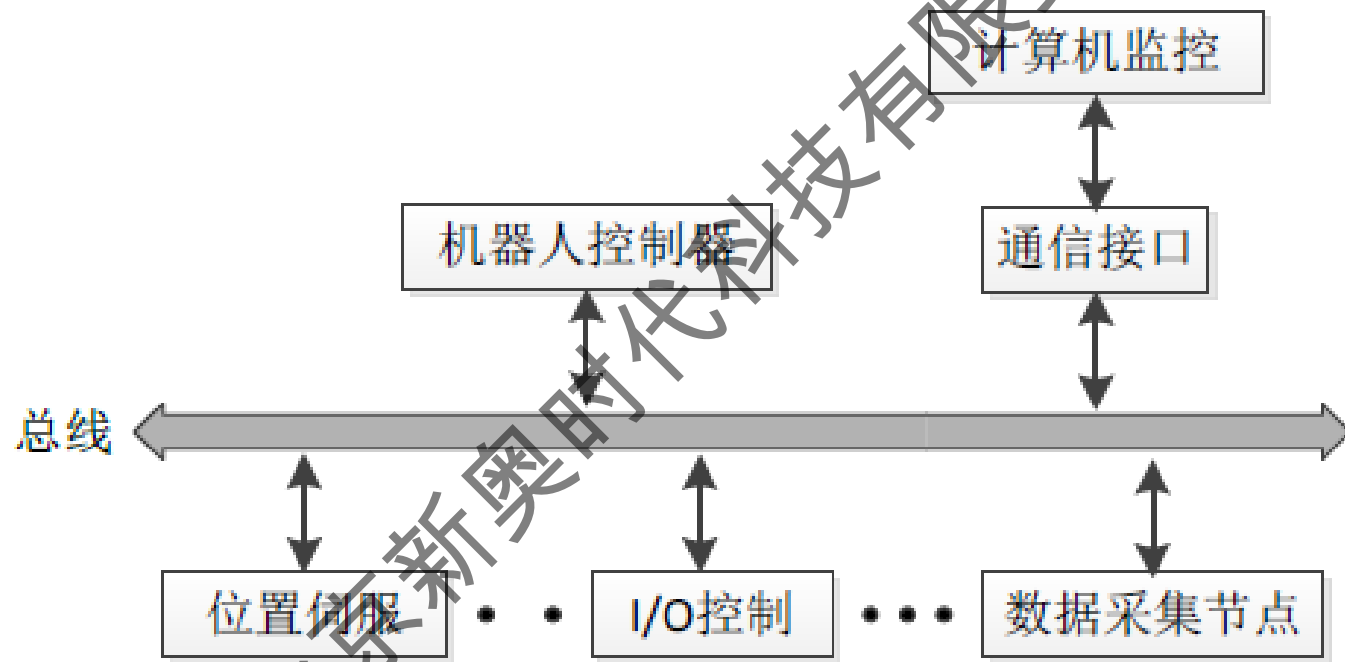 计算机监控
机器人控制器
通信接口
总线
位置伺服
I/O控制
数据采集节点
京新奥时代科技有限